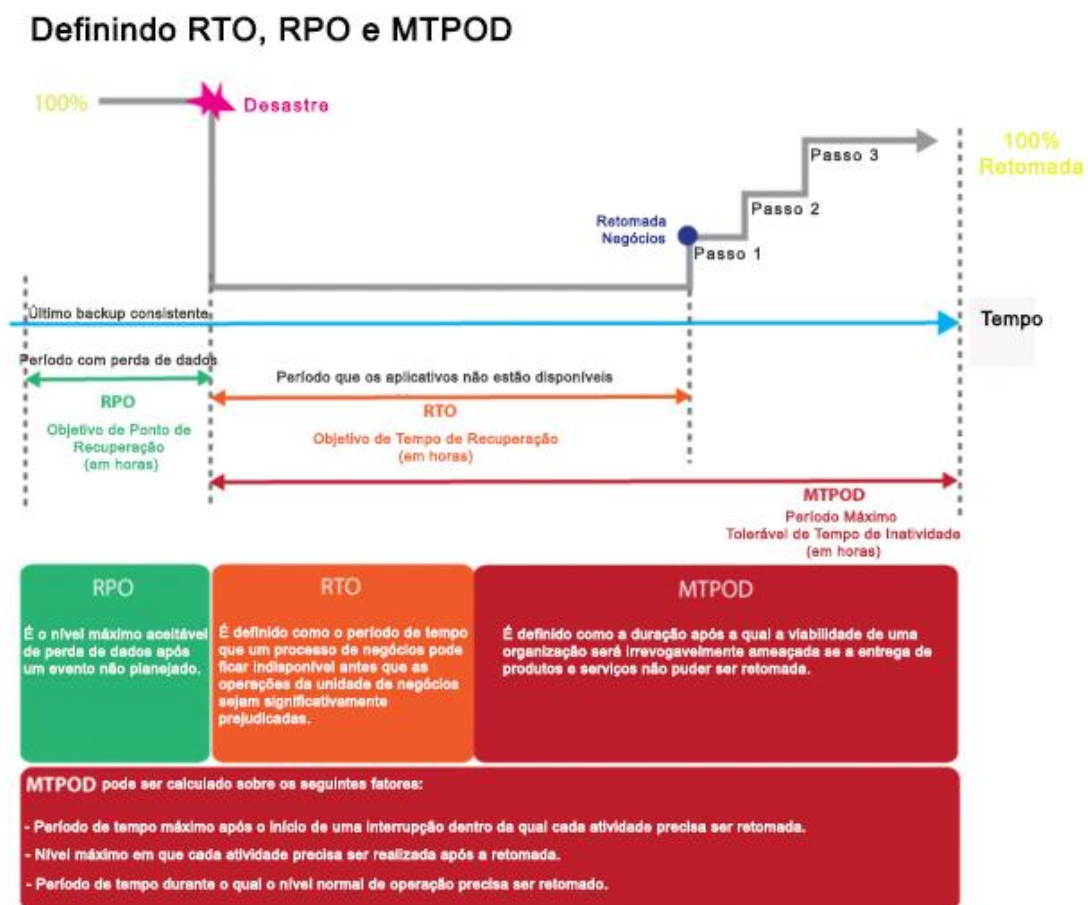 Definindo RTO, RPO e MTPOD
100%
Desastre
Passo 3
100%
Retomada
Passo 2
Retomada
Negócios
Passo 1
Último backup consistente
Tempo
Período com perda de dados
Período que os aplicativos não estão disponíveis
RPO
RTO
Objetivo de Ponto de
Recuperação
(em horas)
Objetivo de Tempo de Recuperação
(em horas)
MTPOD
Período Máximo
Tolerável de Tempo de Inatividade
(em horas)
RPO
É o nível máximo aceitável
de perda de dados após
um evento não planejado.
RTO
É definido como o período de tempo
que um processo de negócios pode
ficar indisponível antes que as
operações da unidade de negócios
sejam significativamente
prejudicadas.
MTPOD
É definido como a duração após a qual a viabilidade de uma
organização será irrevogavelmente ameaçada se a entrega de
produtos e serviços não puder ser retomada.
MTPOD pode ser calculado sobre os seguintes fatores:
- Período de tempo máximo após o início de uma interrupção dentro da qual cada atividade precisa ser retomada.
- Nível máximo em que cada atividade precisa ser realizada após a retomada.
- Período de tempo durante o qual o nível normal de operação precisa ser retomado.